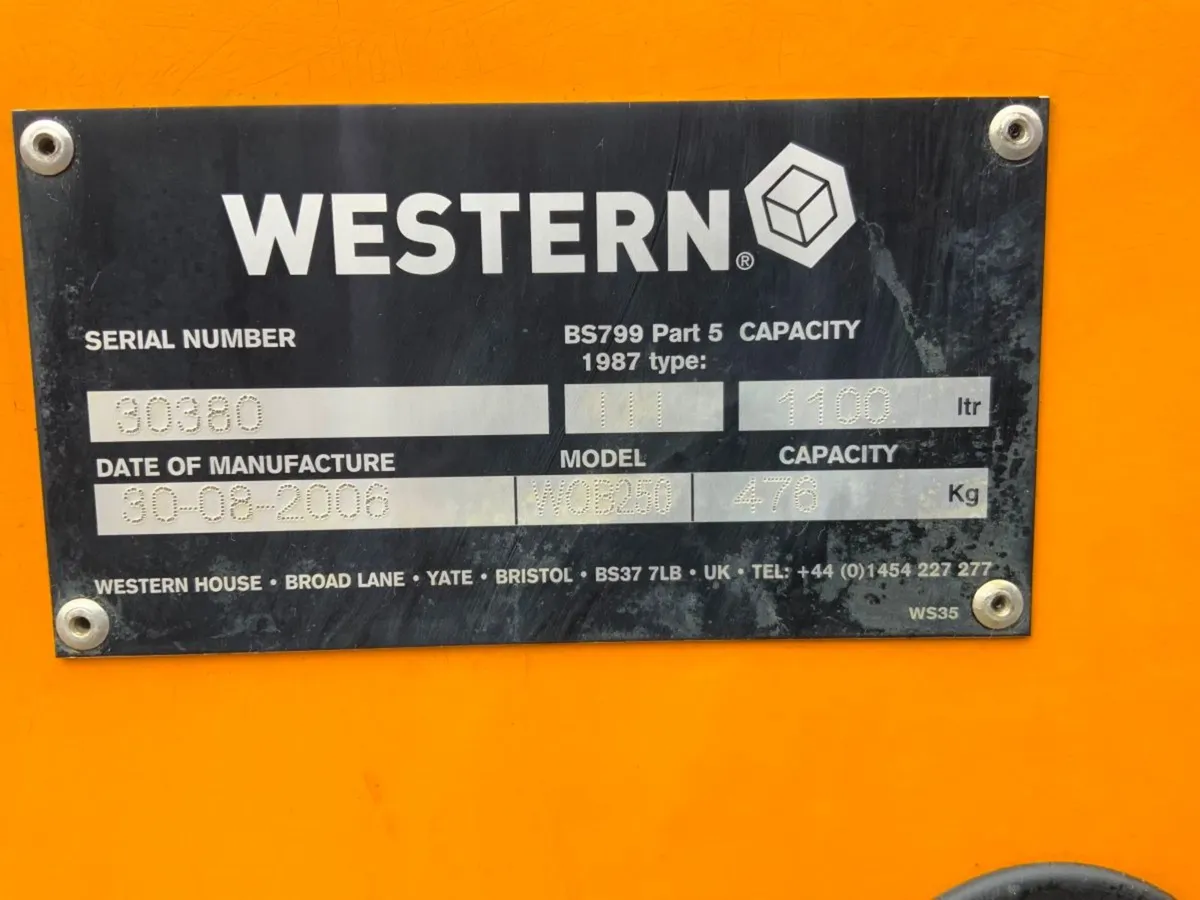 WESTERN®
SERIAL NUMBER
BS799 Part 5
1987 type:
CAPACITY
30380
III
1100 ltr
DATE OF MANUFACTURE
MODEL
CAPACITY
30-08-2006
WOB250
476 Kg
WESTERN HOUSE • BROAD LANE • YATE • BRISTOL • BS37 7LB • UK • TEL: +44 (0)1454 227 277
WS35